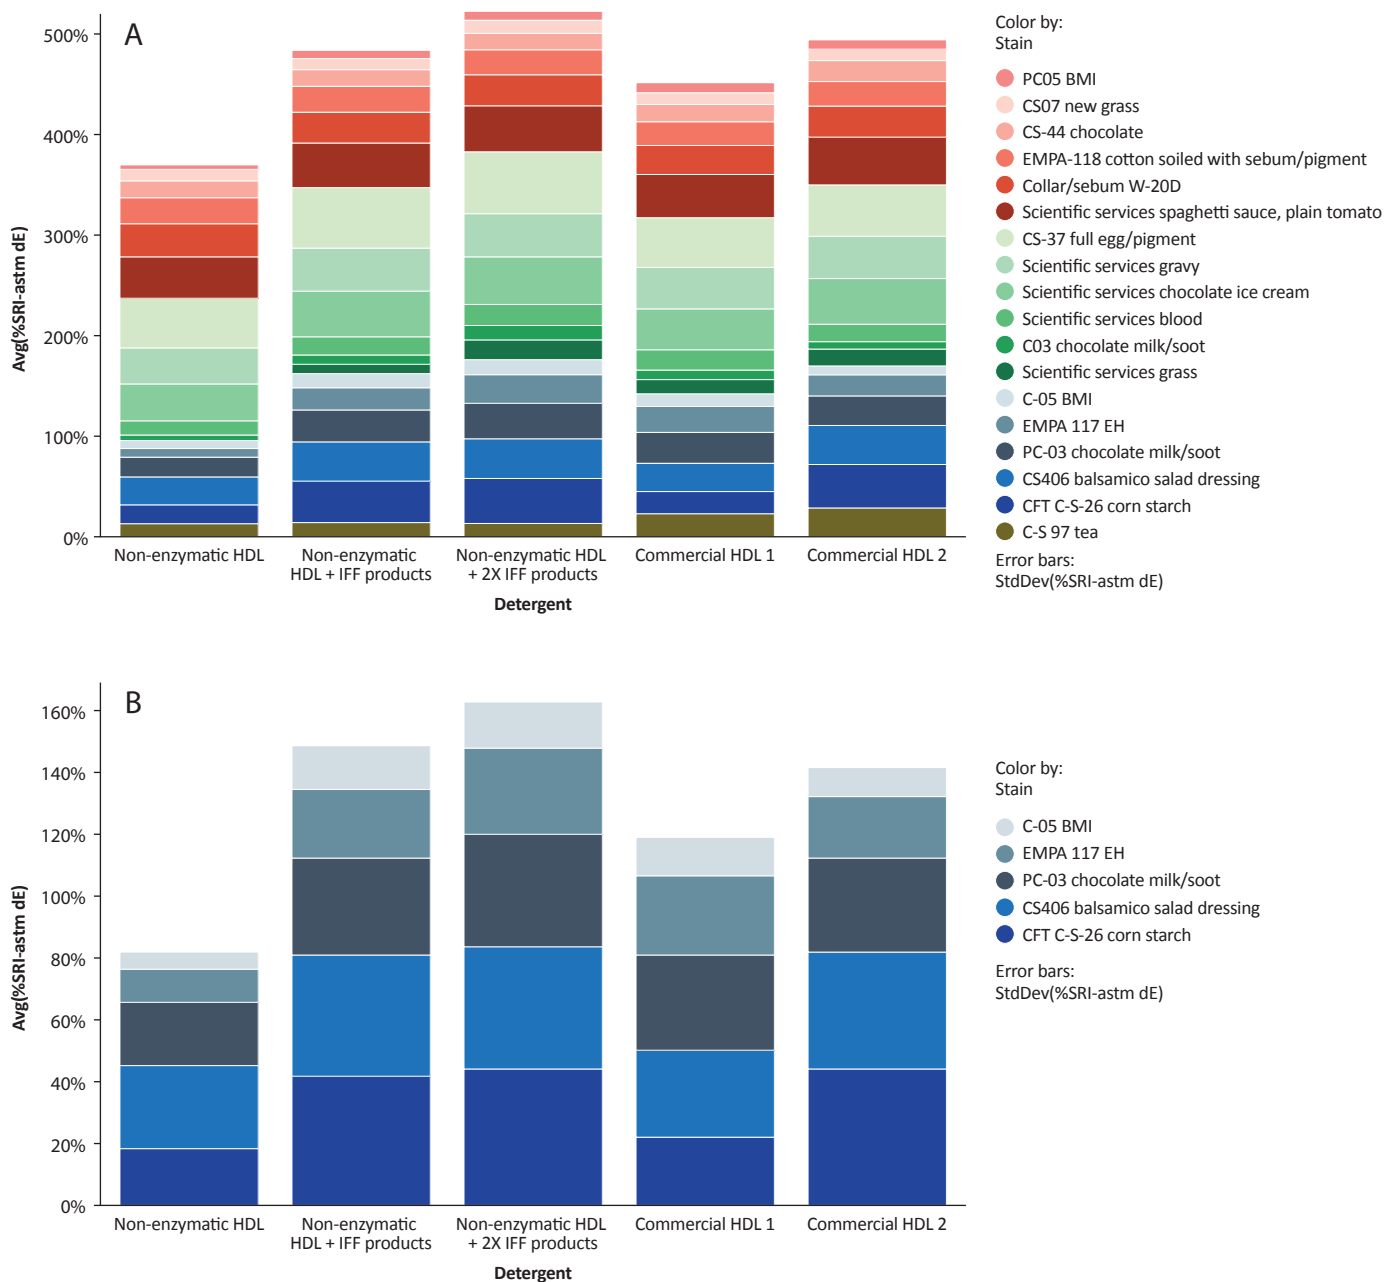 A
500%
400%
300%
200%
100%
0%
Avg(%SRI-astm dE)
Non-enzymatic HDL
Non-enzymatic
HDL + IFF products
Non-enzymatic HDL
+ 2X IFF products
Commercial HDL 1
Commercial HDL 2
Detergent
Color by:
Stain
PC05 BMI
CS07 new grass
CS-44 chocolate
EMPA-118 cotton soiled with sebum/pigment
Collar/sebum W-20D
Scientific services spaghetti sauce, plain tomato
CS-37 full egg/pigment
Scientific services gravy
Scientific services chocolate ice cream
Scientific services blood
C03 chocolate milk/soot
Scientific services grass
C-05 BMI
EMPA 117 EH
PC-03 chocolate milk/soot
CS406 balsamico salad dressing
CFT C-S-26 corn starch
C-S 97 tea
Error bars:
StdDev(%SRI-astm dE)
B
160%
140%
120%
100%
80%
60%
40%
20%
0%
Avg(%SRI-astm dE)
Non-enzymatic HDL
Non-enzymatic
HDL + IFF products
Non-enzymatic HDL
+ 2X IFF products
Commercial HDL 1
Commercial HDL 2
Detergent
Color by:
Stain
C-05 BMI
EMPA 117 EH
PC-03 chocolate milk/soot
CS406 balsamico salad dressing
CFT C-S-26 corn starch
Error bars:
StdDev(%SRI-astm dE)